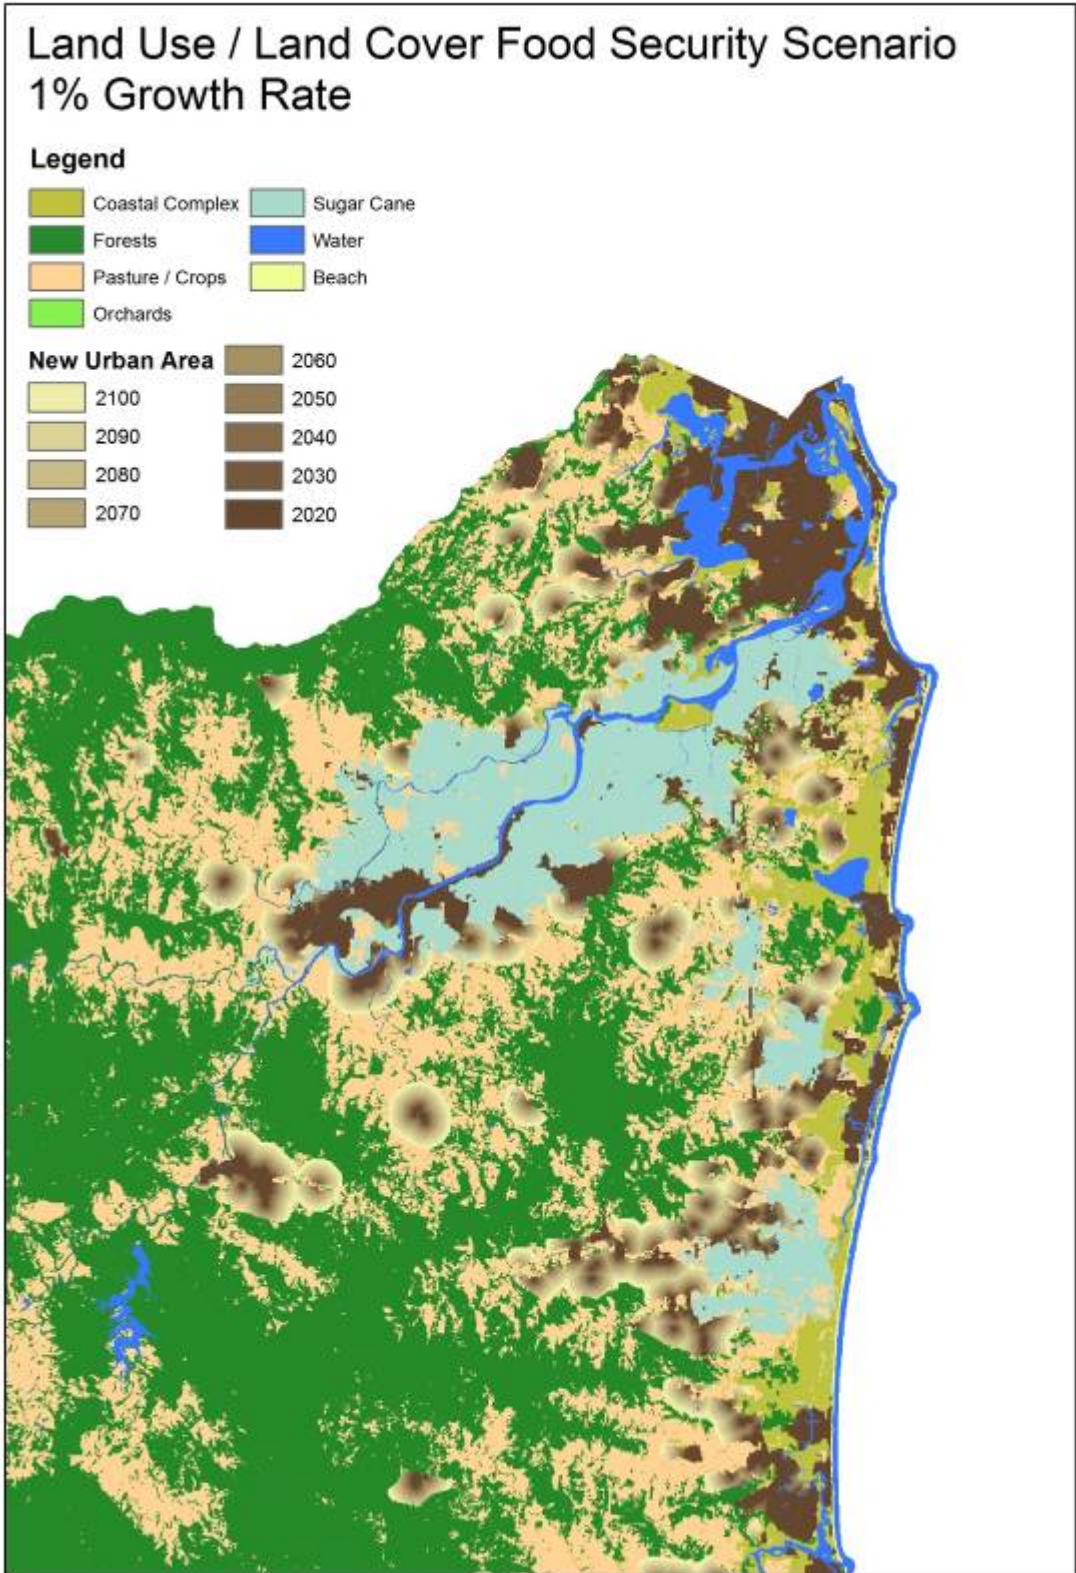 Land Use / Land Cover Food Security Scenario
1% Growth Rate
Legend
Coastal Complex
Sugar Cane
Forests
Water
Pasture / Crops
Beach
Orchards
New Urban Area
2060
2100
2050
2090
2040
2080
2030
2070
2020